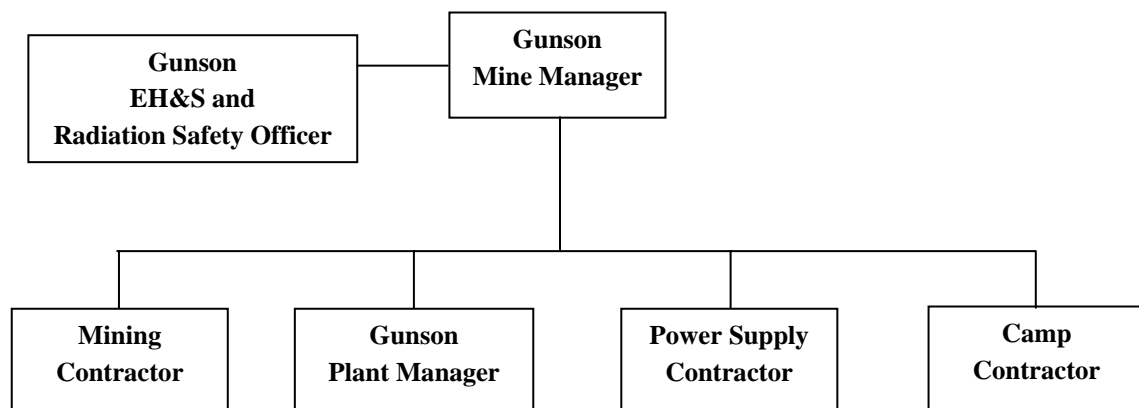 Gunson
EH&S and
Radiation Safety Officer
Gunson
Mine Manager
Mining
Contractor
Gunson
Plant Manager
Power Supply
Contractor
Camp
Contractor